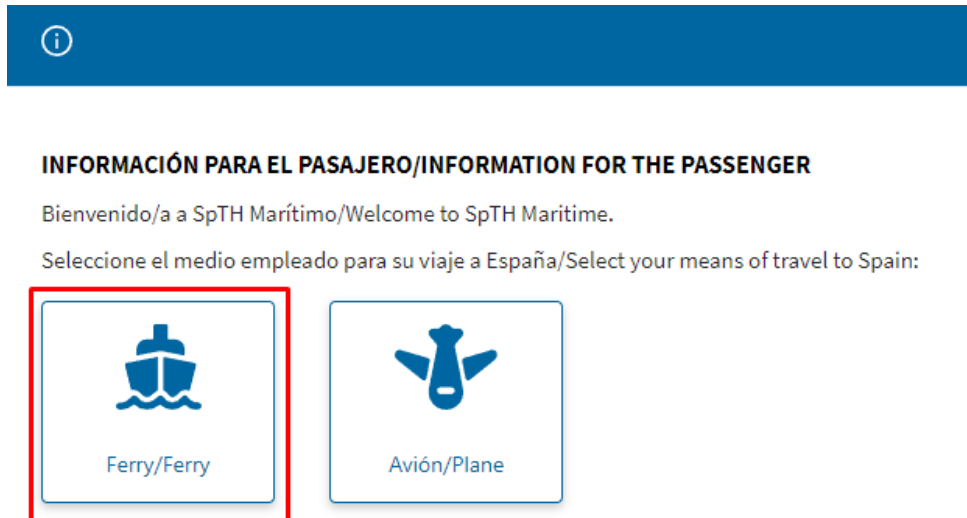 INFORMACIÓN PARA EL PASAJERO/INFORMATION FOR THE PASSENGER
Bienvenido/a a SpTH Marítimo/Welcome to SpTH Maritime.
Seleccione el medio empleado para su viaje a España/Select your means of travel to Spain:
Ferry/Ferry
Avión/Plane